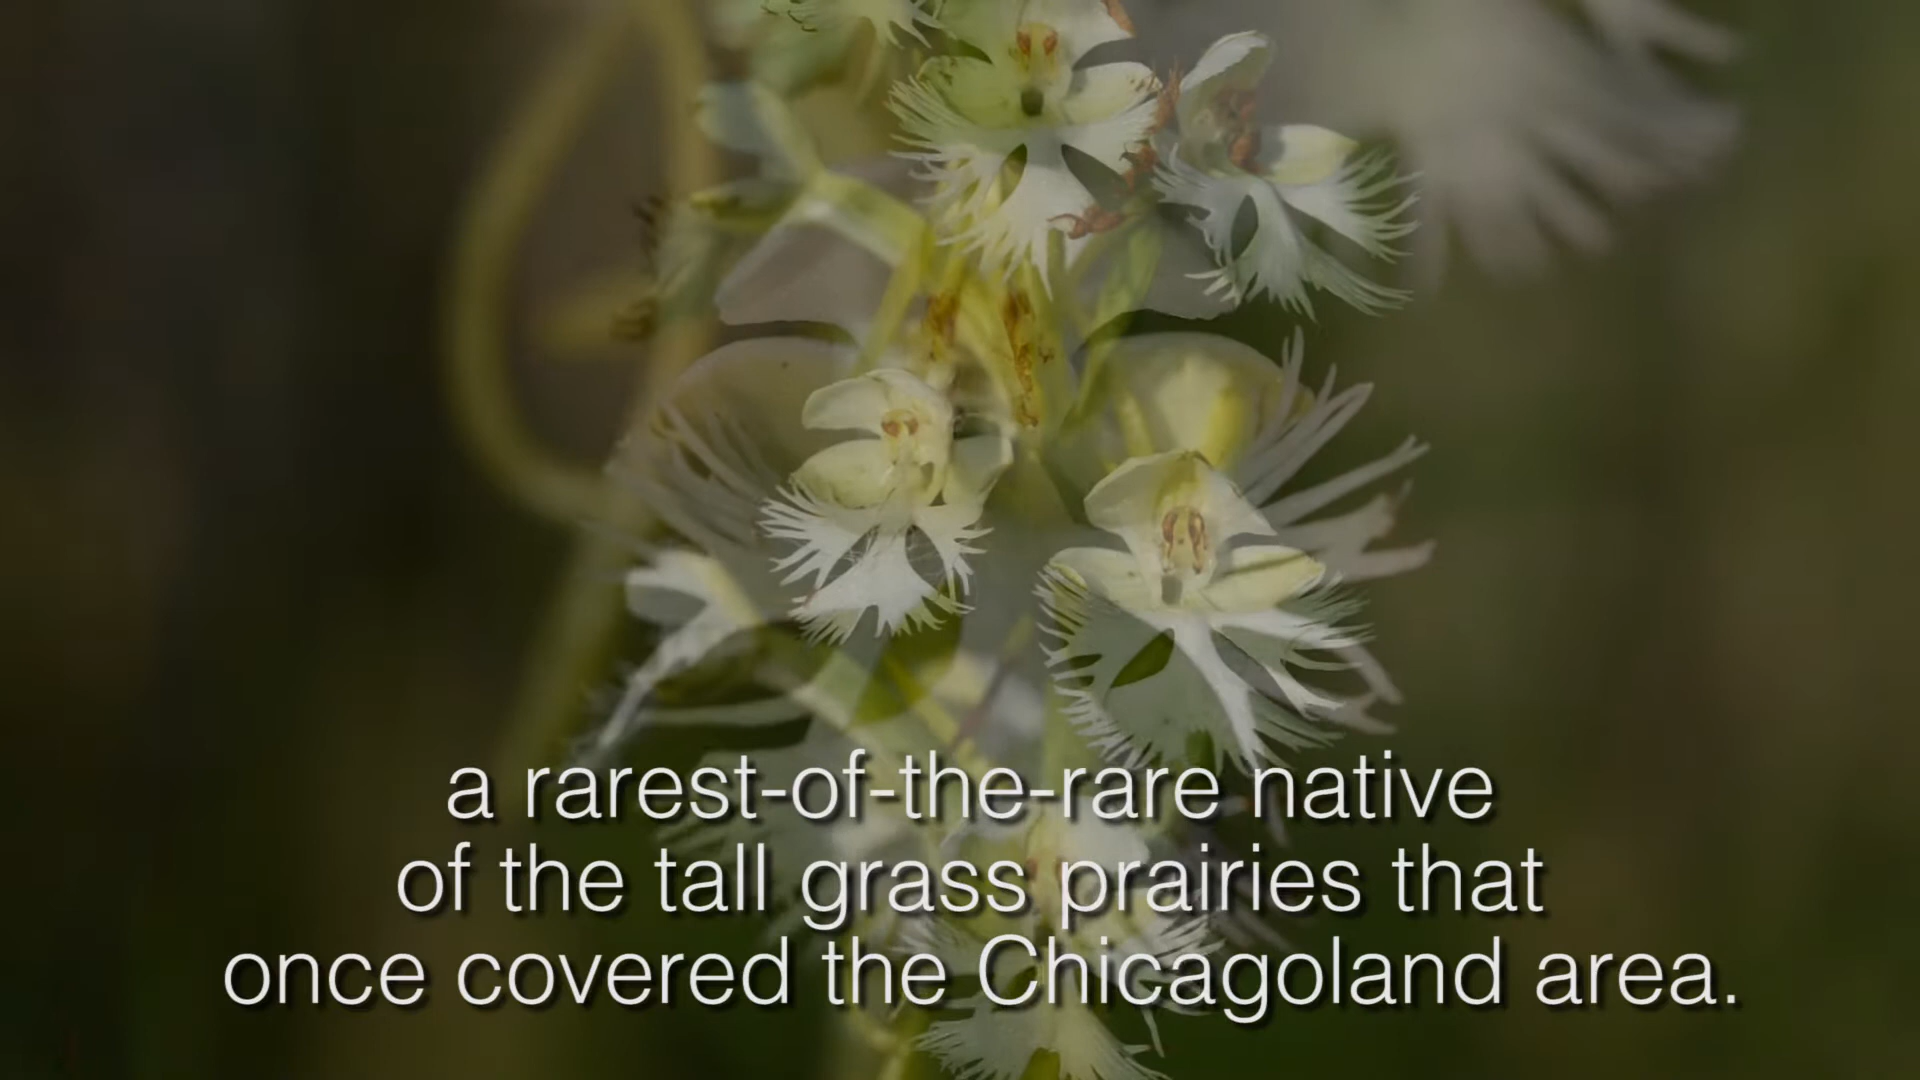 a rarest-of-the-rare native
of the tall grass prairies that
once covered the Chicagoland area.